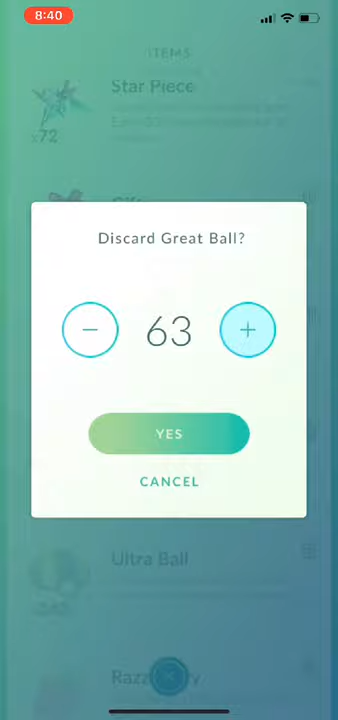 8:40
ITEMS
Star Piece
x72
Discard Great Ball?
63
YES
CANCEL
Ultra Ball